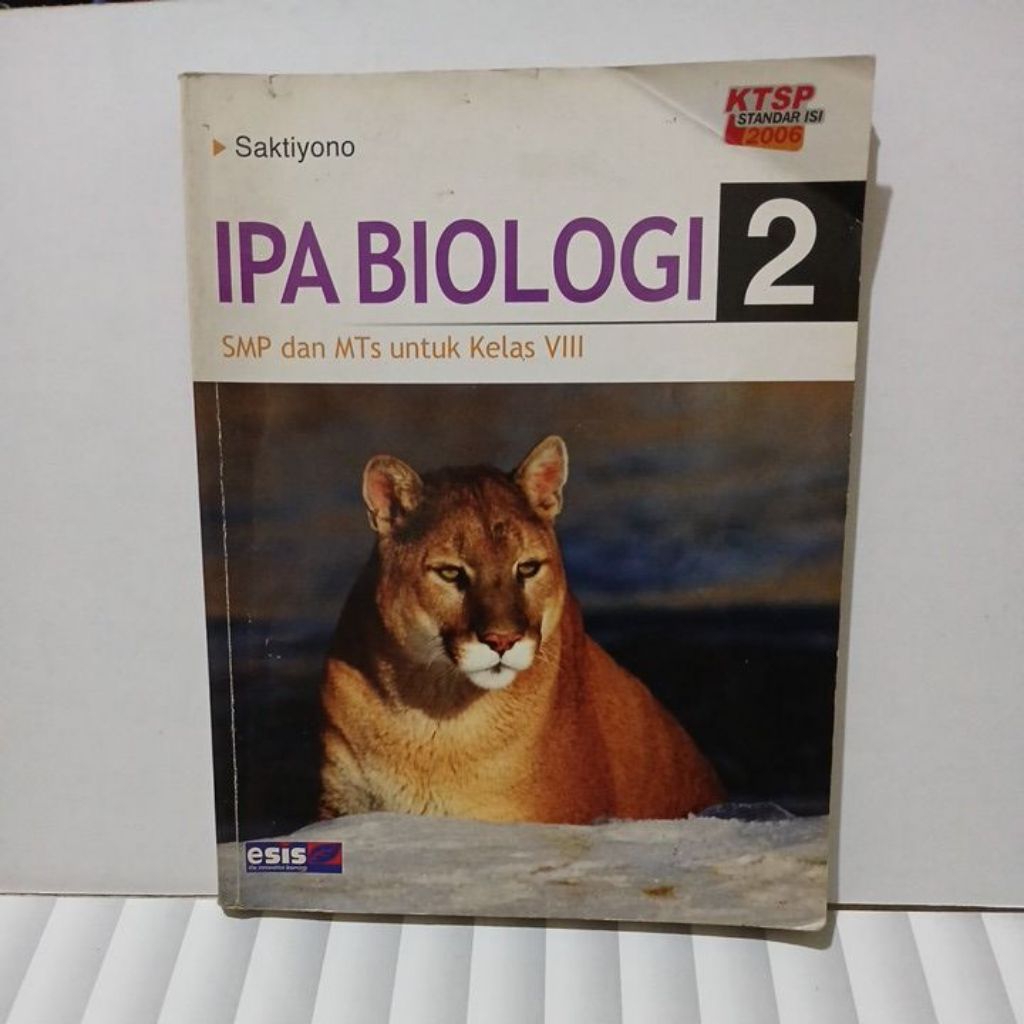 KTSP
STANDAR ISI
2006
Saktiyono
IPA BIOLOGI 2
SMP dan MTs untuk Kelas VIII
esis